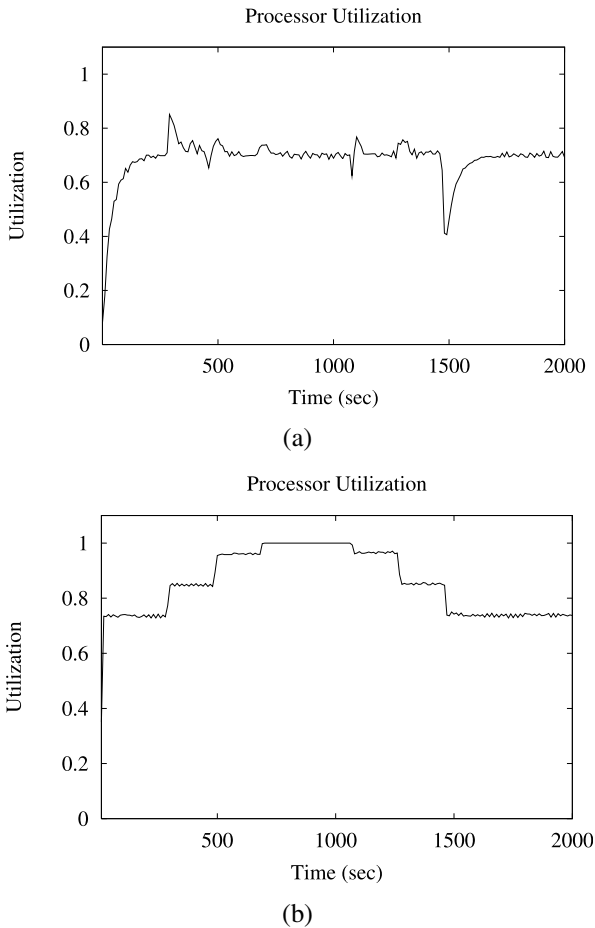 Processor Utilization
1
0.8
0.6
0.4
0.2
0
Utilization
500
1000
1500
2000
Time (sec)
(a)
Processor Utilization
1
0.8
0.6
0.4
0.2
0
Utilization
500
1000
1500
2000
Time (sec)
(b)